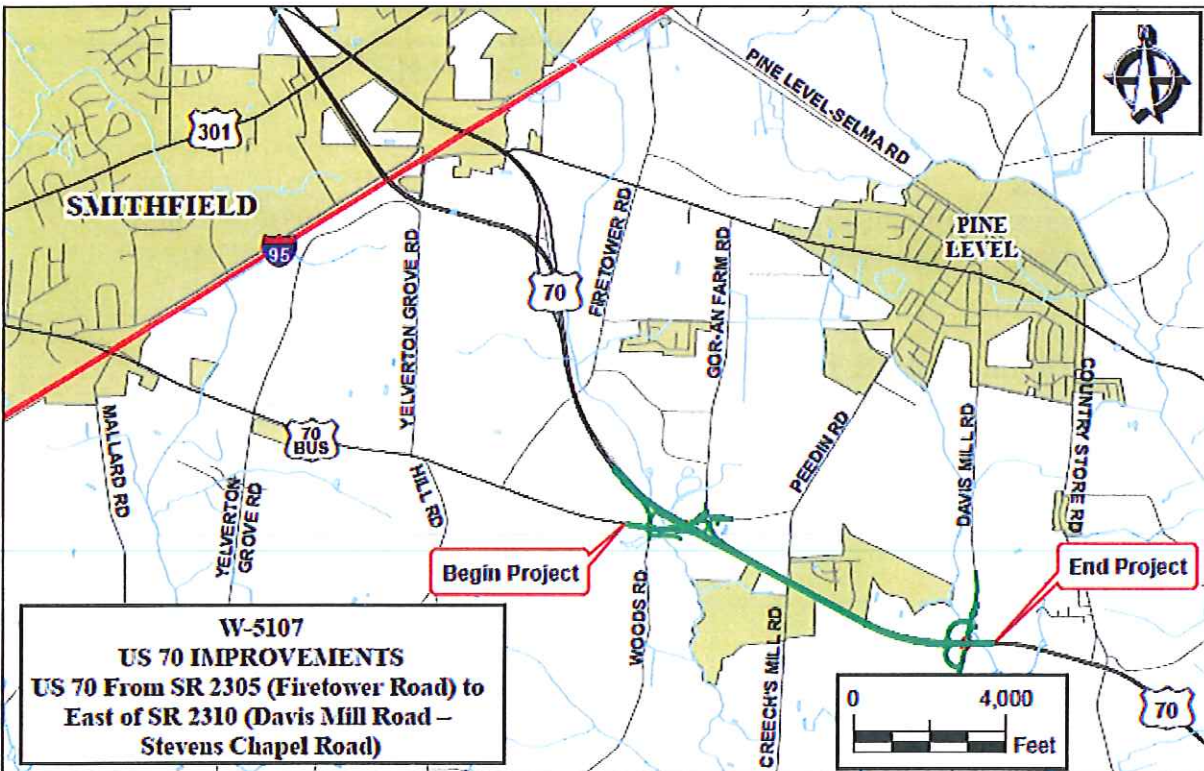 PINE LEVEL-SELMA RD
301
SMITHFIELD
95
YELVERTON GROVE RD
FIRETOWER RD
PINE
LEVEL
70
GOR-AN FARM RD
COUNTRY STORE RD
MALLARD RD
70
BUS
YELVERTON
GROVE RD
HILL RD
PEEDIN RD
DAVIS MILL RD
Begin Project
End Project
WOODS RD
CREECH'S MILL RD
W-5107
US 70 IMPROVEMENTS
US 70 From SR 2305 (Firetower Road) to
East of SR 2310 (Davis Mill Road –
Stevens Chapel Road)
0 4,000
Feet
70